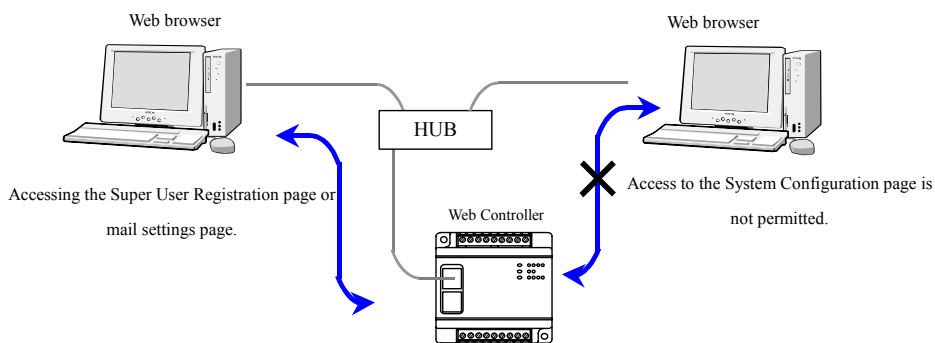 Web browser
Web browser
HUB
Accessing the Super User Registration page or
mail settings page.
Access to the System Configuration page is
not permitted.
Web Controller